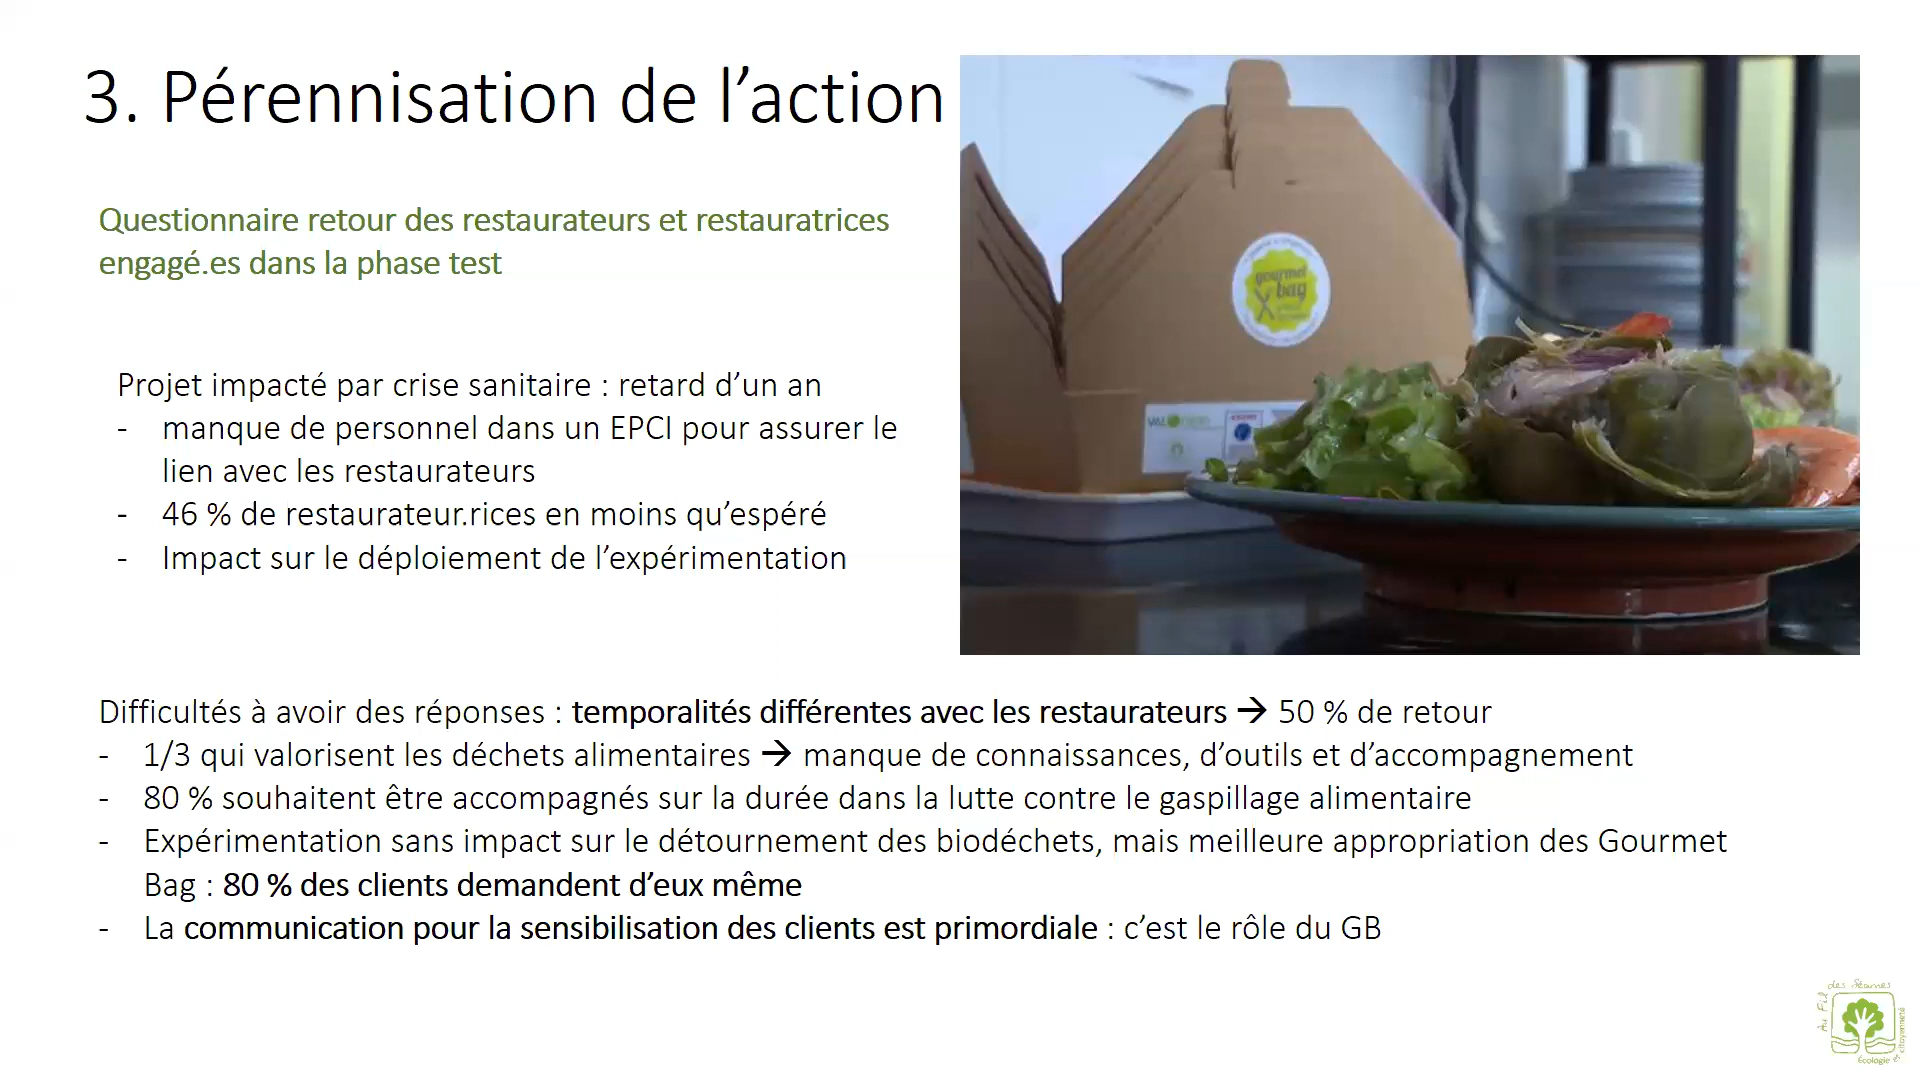 3. Pérennisation de l’action
Questionnaire retour des restaurateurs et restauratrices
engagé.es dans la phase test
Projet impacté par crise sanitaire : retard d’un an
- manque de personnel dans un EPCI pour assurer le
lien avec les restaurateurs
- 46 % de restaurateur.rices en moins qu’espéré
- Impact sur le déploiement de l’expérimentation
gourmet
bag
Difficultés à avoir des réponses : temporalités différentes avec les restaurateurs → 50 % de retour
- 1/3 qui valorisent les déchets alimentaires → manque de connaissances, d’outils et d’accompagnement
- 80 % souhaitent être accompagnés sur la durée dans la lutte contre le gaspillage alimentaire
- Expérimentation sans impact sur le détournement des biodéchets, mais meilleure appropriation des Gourmet
Bag : 80 % des clients demandent d’eux même
- La communication pour la sensibilisation des clients est primordiale : c’est le rôle du GB
Au Fil des Séounes
Écologie et citoyenneté